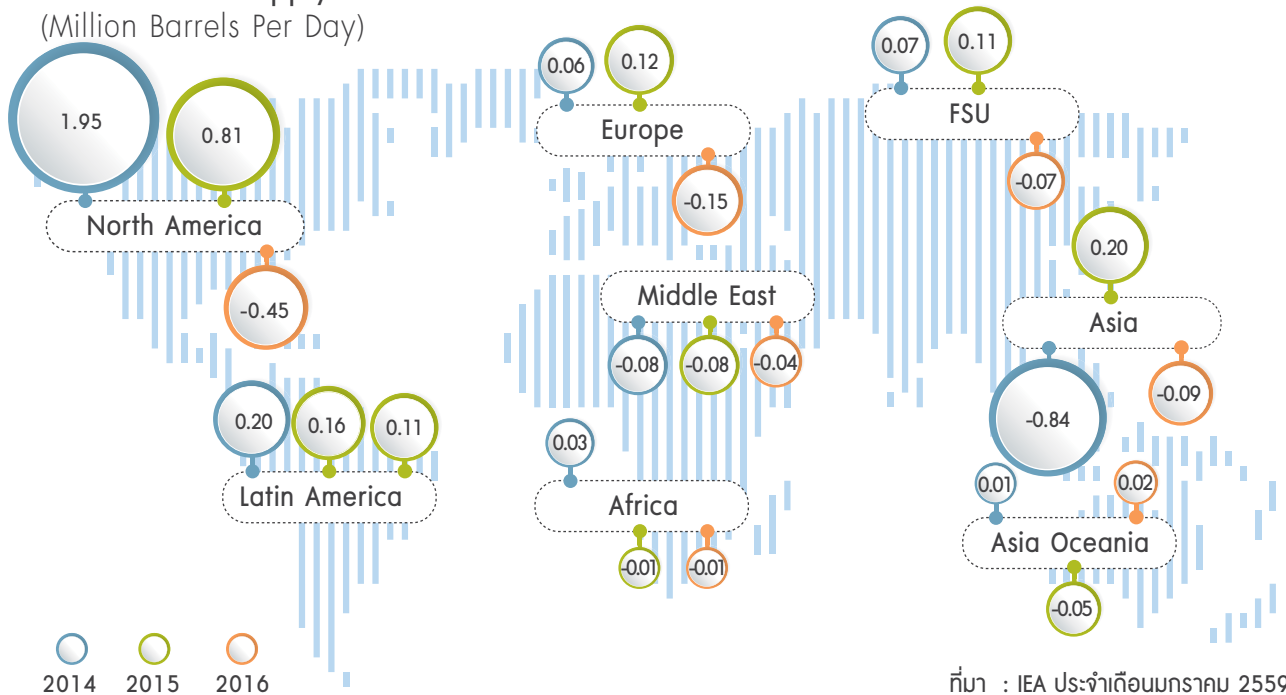 (Million Barrels Per Day)
1.95
0.81
North America
-0.45
0.06
0.12
Europe
-0.15
0.07
0.11
FSU
-0.07
Middle East
-0.08
-0.08
-0.04
0.20
Asia
-0.84
-0.09
0.20
0.16
0.11
Latin America
0.03
Africa
-0.01
-0.01
0.01
0.02
Asia Oceania
-0.05
2014
2015
2016
ที่มา : IEA ประจำเดือนมกราคม 2559